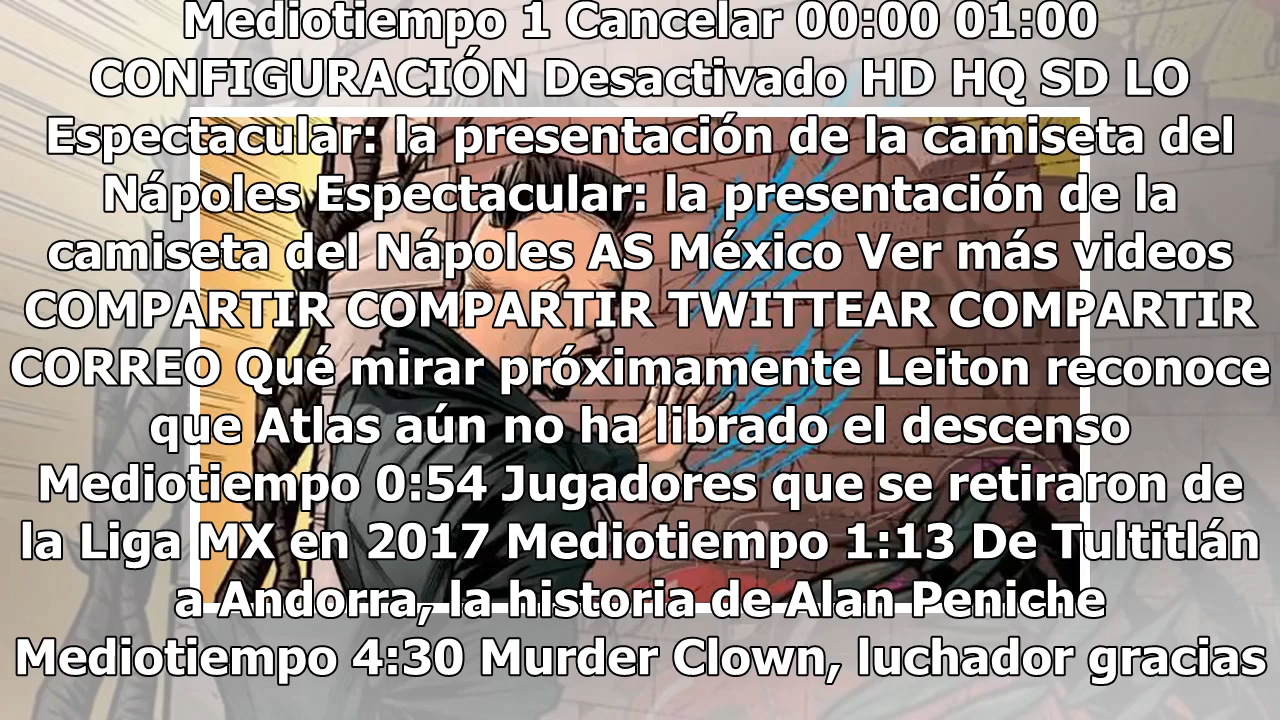 Mediotiempo 1 Cancelar 00:00 01:00
CONFIGURACIÓN Desactivado HD HQ SD LO
Espectacular: la presentación de la camiseta del
Nápoles Espectacular: la presentación de la
camiseta del Nápoles AS México Ver más videos
COMPARTIR COMPARTIR TWITTEAR COMPARTIR
CORREO Qué mirar próximamente Leiton reconoce
que Atlas aún no ha librado el descenso
Mediotiempo 0:54 Jugadores que se retiraron de
la Liga MX en 2017 Mediotiempo 1:13 De Tultitlán
a Andorra, la historia de Alan Peniche
Mediotiempo 4:30 Murder Clown, luchador gracias